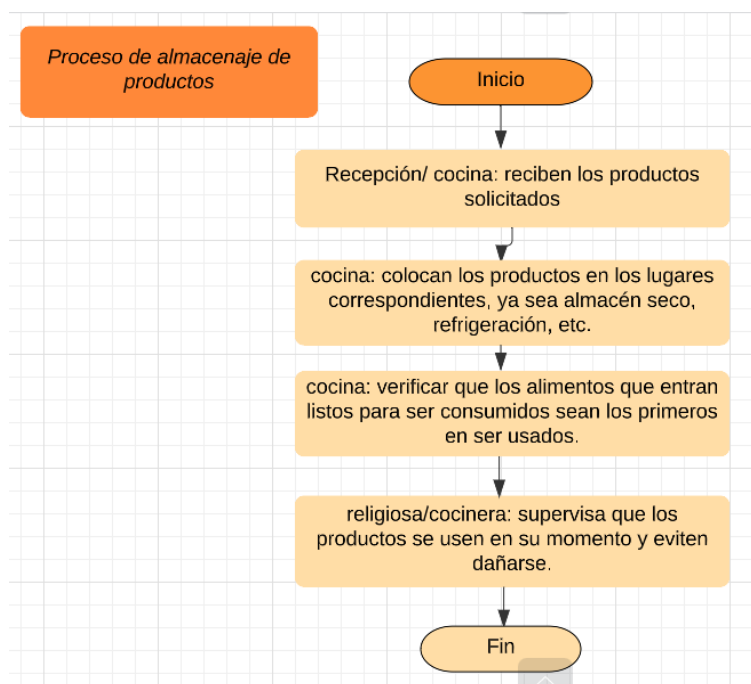 Proceso de almacenaje de
productos
Inicio
Recepción/ cocina: reciben los productos
solicitados
cocina: colocan los productos en los lugares
correspondientes, ya sea almacén seco,
refrigeración, etc.
cocina: verificar que los alimentos que entran
listos para ser consumidos sean los primeros
en ser usados.
religiosa/cocinera: supervisa que los
productos se usen en su momento y eviten
dañarse.
Fin